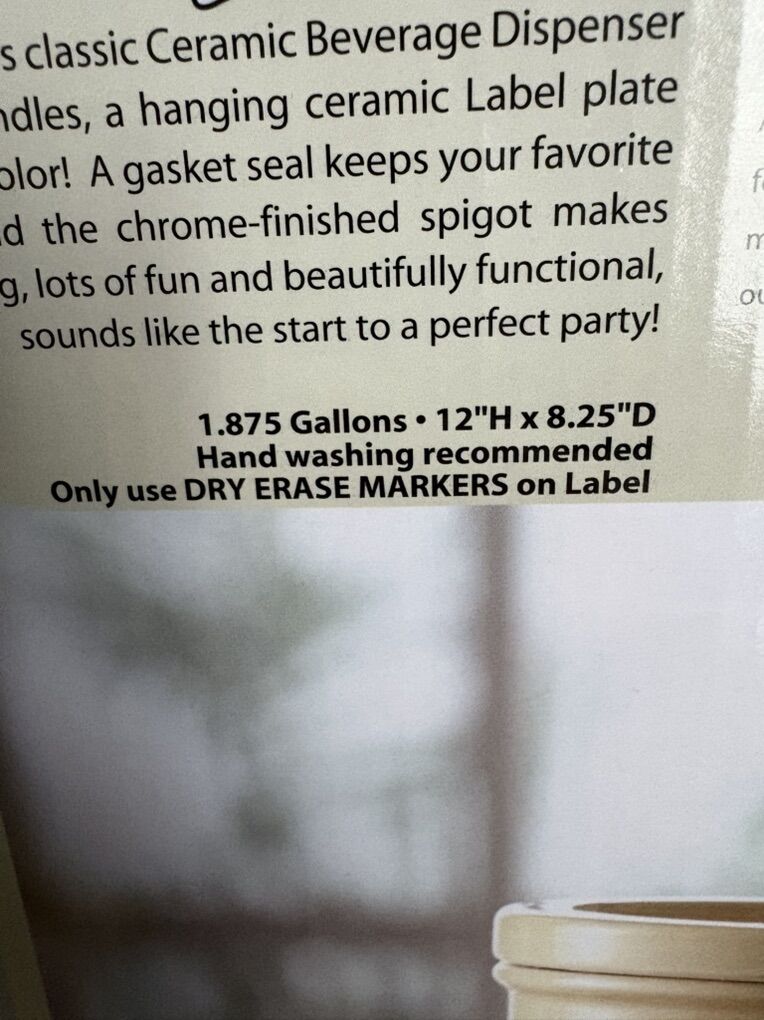 s classic Ceramic Beverage Dispenser
ndles, a hanging ceramic Label plate
olor! A gasket seal keeps your favorite
d the chrome-finished spigot makes
g, lots of fun and beautifully functional,
sounds like the start to a perfect party!
1.875 Gallons • 12"H x 8.25"D
Hand washing recommended
Only use DRY ERASE MARKERS on Label